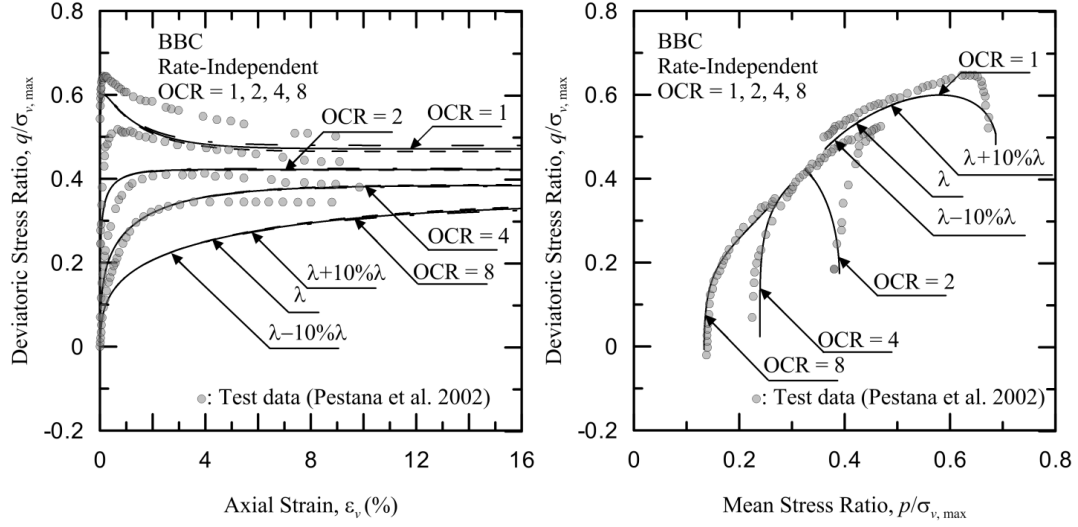 0.8
0.6
0.4
0.2
0
-0.2
Deviatoric Stress Ratio, q/σv, max
BBC
Rate-Independent
OCR = 1, 2, 4, 8
OCR = 2
OCR = 1
OCR = 4
OCR = 8
λ+10%λ
λ
λ−10%λ
: Test data (Pestana et al. 2002)
0 4 8 12 16
Axial Strain, εv (%)
0.8
0.6
0.4
0.2
0
-0.2
Deviatoric Stress Ratio, q/σv, max
BBC
Rate-Independent
OCR = 1, 2, 4, 8
OCR = 1
λ+10%λ
λ
λ−10%λ
OCR = 2
OCR = 4
OCR = 8
: Test data (Pestana et al. 2002)
0 0.2 0.4 0.6 0.8
Mean Stress Ratio, p/σv, max